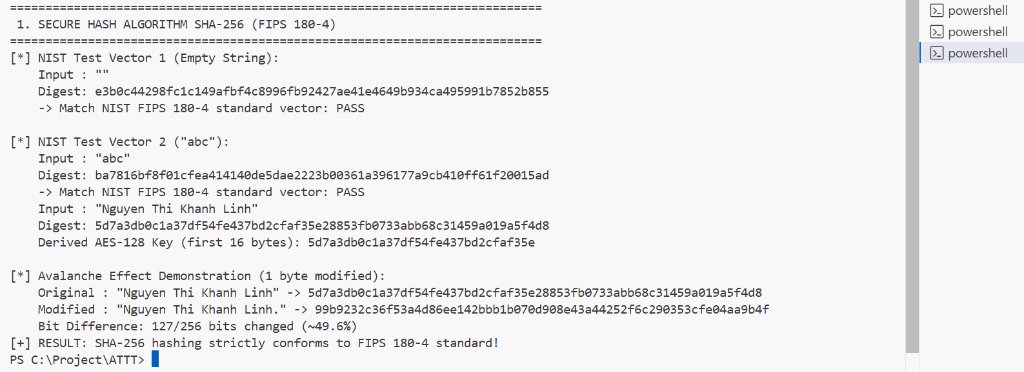 ===========================================================================
 1. SECURE HASH ALGORITHM SHA-256 (FIPS 180-4)
===========================================================================
[*] NIST Test Vector 1 (Empty String):
    Input : ""
    Digest: e3b0c44298fc1c149afbf4c8996fb92427ae41e4649b934ca495991b7852b855
    -> Match NIST FIPS 180-4 standard vector: PASS

[*] NIST Test Vector 2 ("abc"):
    Input : "abc"
    Digest: ba7816bf8f01cfea414140de5dae2223b00361a396177a9cb410ff61f20015ad
    -> Match NIST FIPS 180-4 standard vector: PASS
    Input : "Nguyen Thi Khanh Linh"
    Digest: 5d7a3db0c1a37df54fe437bd2cfaf35e28853fb0733abb68c31459a019a5f4d8
    Derived AES-128 Key (first 16 bytes): 5d7a3db0c1a37df54fe437bd2cfaf35e

[*] Avalanche Effect Demonstration (1 byte modified):
    Original : "Nguyen Thi Khanh Linh" -> 5d7a3db0c1a37df54fe437bd2cfaf35e28853fb0733abb68c31459a019a5f4d8
    Modified : "Nguyen Thi Khanh Linh." -> 99b9232c36f53a4d86ee142bbb1b070d908e43a44252f6c290353cfe04aa9b4f
    Bit Difference: 127/256 bits changed (~49.6%)
[+] RESULT: SHA-256 hashing strictly conforms to FIPS 180-4 standard!
PS C:\Project\ATTT>
powershell
powershell
powershell